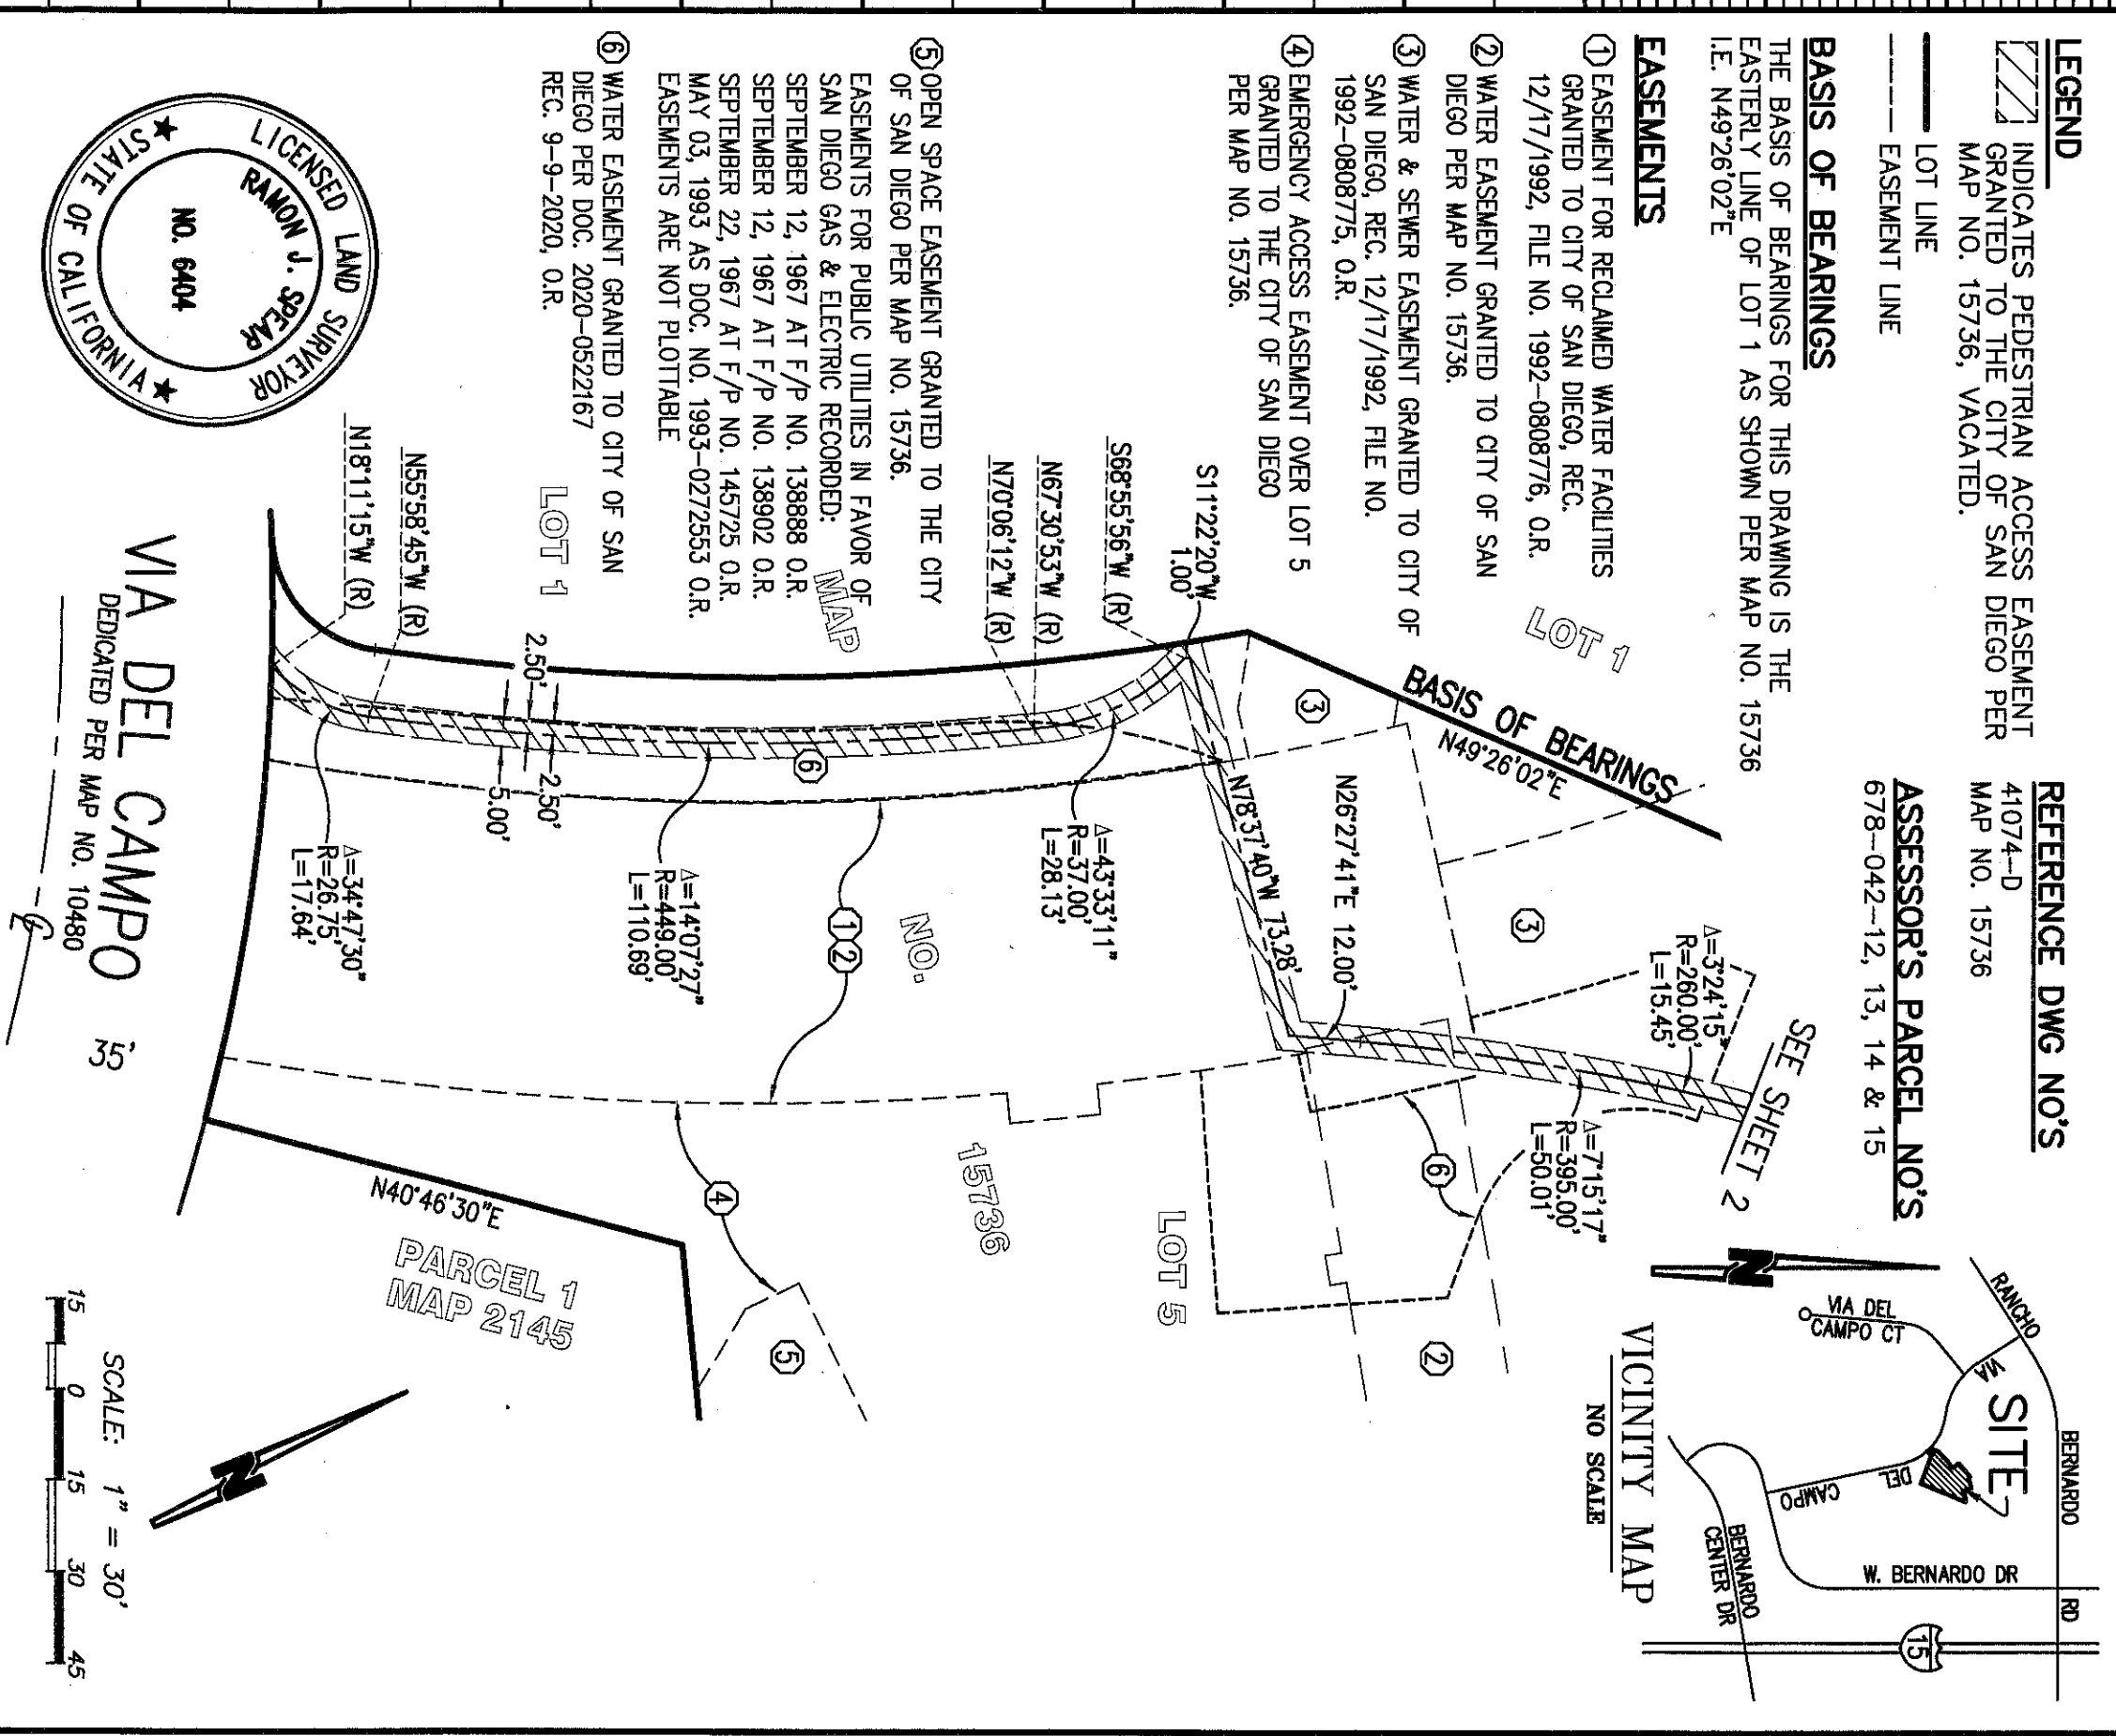 LEGEND
INDICATES PEDESTRIAN ACCESS EASEMENT
GRANTED TO THE CITY OF SAN DIEGO PER
MAP NO. 15736, VACATED.
LOT LINE
EASEMENT LINE
BASIS OF BEARINGS
THE BASIS OF BEARINGS FOR THIS DRAWING IS THE
EASTERLY LINE OF LOT 1 AS SHOWN PER MAP NO. 15736
I.E. N49°26'02"E
EASEMENTS
1 EASEMENT FOR RECLAIMED WATER FACILITIES
GRANTED TO CITY OF SAN DIEGO, REC.
12/17/1992, FILE NO. 1992-0808776, O.R.
2 WATER EASEMENT GRANTED TO CITY OF SAN
DIEGO PER MAP NO. 15736.
3 WATER & SEWER EASEMENT GRANTED TO CITY OF
SAN DIEGO, REC. 12/17/1992, FILE NO.
1992-0808775, O.R.
4 EMERGENCY ACCESS EASEMENT OVER LOT 5
GRANTED TO THE CITY OF SAN DIEGO
PER MAP NO. 15736.
5 OPEN SPACE EASEMENT GRANTED TO THE CITY
OF SAN DIEGO PER MAP NO. 15736.
EASEMENTS FOR PUBLIC UTILITIES IN FAVOR OF
SAN DIEGO GAS & ELECTRIC RECORDED:
SEPTEMBER 12, 1967 AT F/P NO. 138888 O.R.
SEPTEMBER 12, 1967 AT F/P NO. 138902 O.R.
SEPTEMBER 22, 1967 AT F/P NO. 145725 O.R.
MAY 03, 1993 AS DOC. NO. 1993-0272553 O.R.
EASEMENTS ARE NOT PLOTTABLE
6 WATER EASEMENT GRANTED TO CITY OF SAN
DIEGO PER DOC. 2020-0522167
REC. 9-9-2020, O.R.
LICENSED LAND SURVEYOR
RAMON J. SPEAR
NO. 6404
STATE OF CALIFORNIA
REFERENCE DWG NO'S
41074-D
MAP NO. 15736
ASSESSOR'S PARCEL NO'S
678-042-12, 13, 14 & 15
RANCHO
BERNARDO
RD
VIA DEL
CAMPO CT
VIA
SITE
DEL
CAMPO
W. BERNARDO DR
BERNARDO
CENTER DR
15
N
VICINITY MAP
NO SCALE
SEE SHEET 2
Δ=3°24'15"
R=260.00'
L=15.45'
Δ=7°15'17"
R=395.00'
L=50.01'
LOT 1
BASIS OF BEARINGS
N49°26'02"E
3
3
N26°27'41"E 12.00'
N78°37'40"W 73.28'
6
2
S11°22'20"W
1.00'
S68°55'56"W (R)
N67°30'53"W (R)
N70°06'12"W (R)
Δ=43°33'11"
R=37.00'
L=28.13'
LOT 5
MAP
NO.
15736
6
1 2
4
5
Δ=14°07'27"
R=449.00'
L=110.69'
2.50'
2.50'
5.00'
LOT 1
N55°58'45"W (R)
N18°11'15"W (R)
Δ=34°47'30"
R=26.75'
L=17.64'
N40°46'30"E
PARCEL 1
MAP 2145
VIA DEL CAMPO
DEDICATED PER MAP NO. 10480
35'
N
SCALE: 1" = 30'
15 0 15 30 45